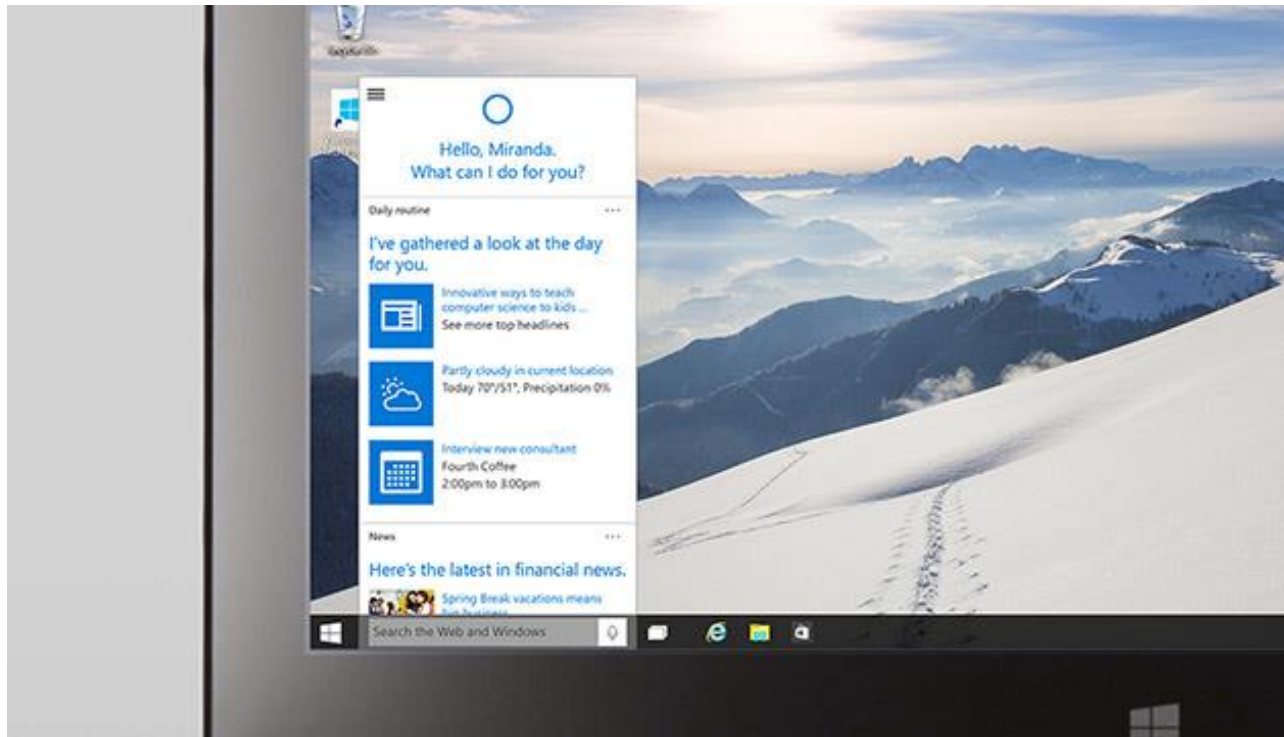 Hello, Miranda.
What can I do for you?
Daily routine
I've gathered a look at the day
for you.
Innovative ways to teach
computer science to kids ...
See more top headlines
Partly cloudy in current location
Today 70°/51°, Precipitation 0%
Interview new consultant
Fourth Coffee
2:00pm to 3:00pm
News
Here's the latest in financial news.
Spring Break vacations means
Search the Web and Windows